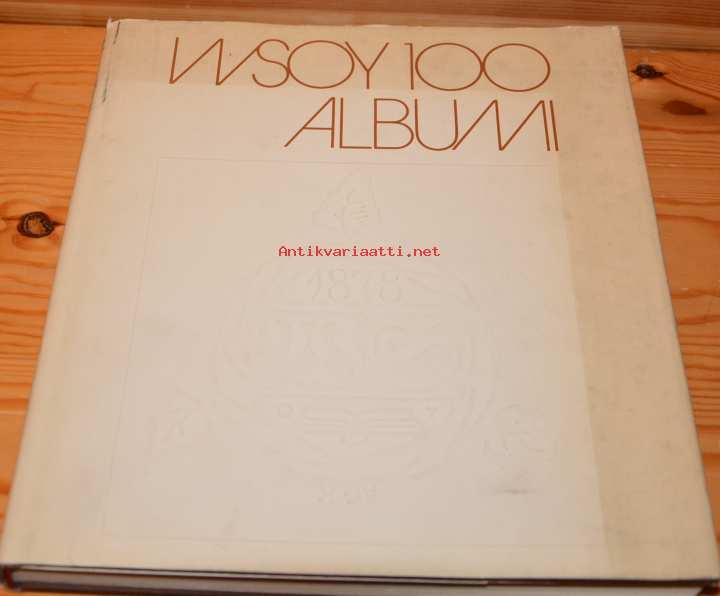 WSOY 100
ALBUMI
Antikvariaatti.net
1878